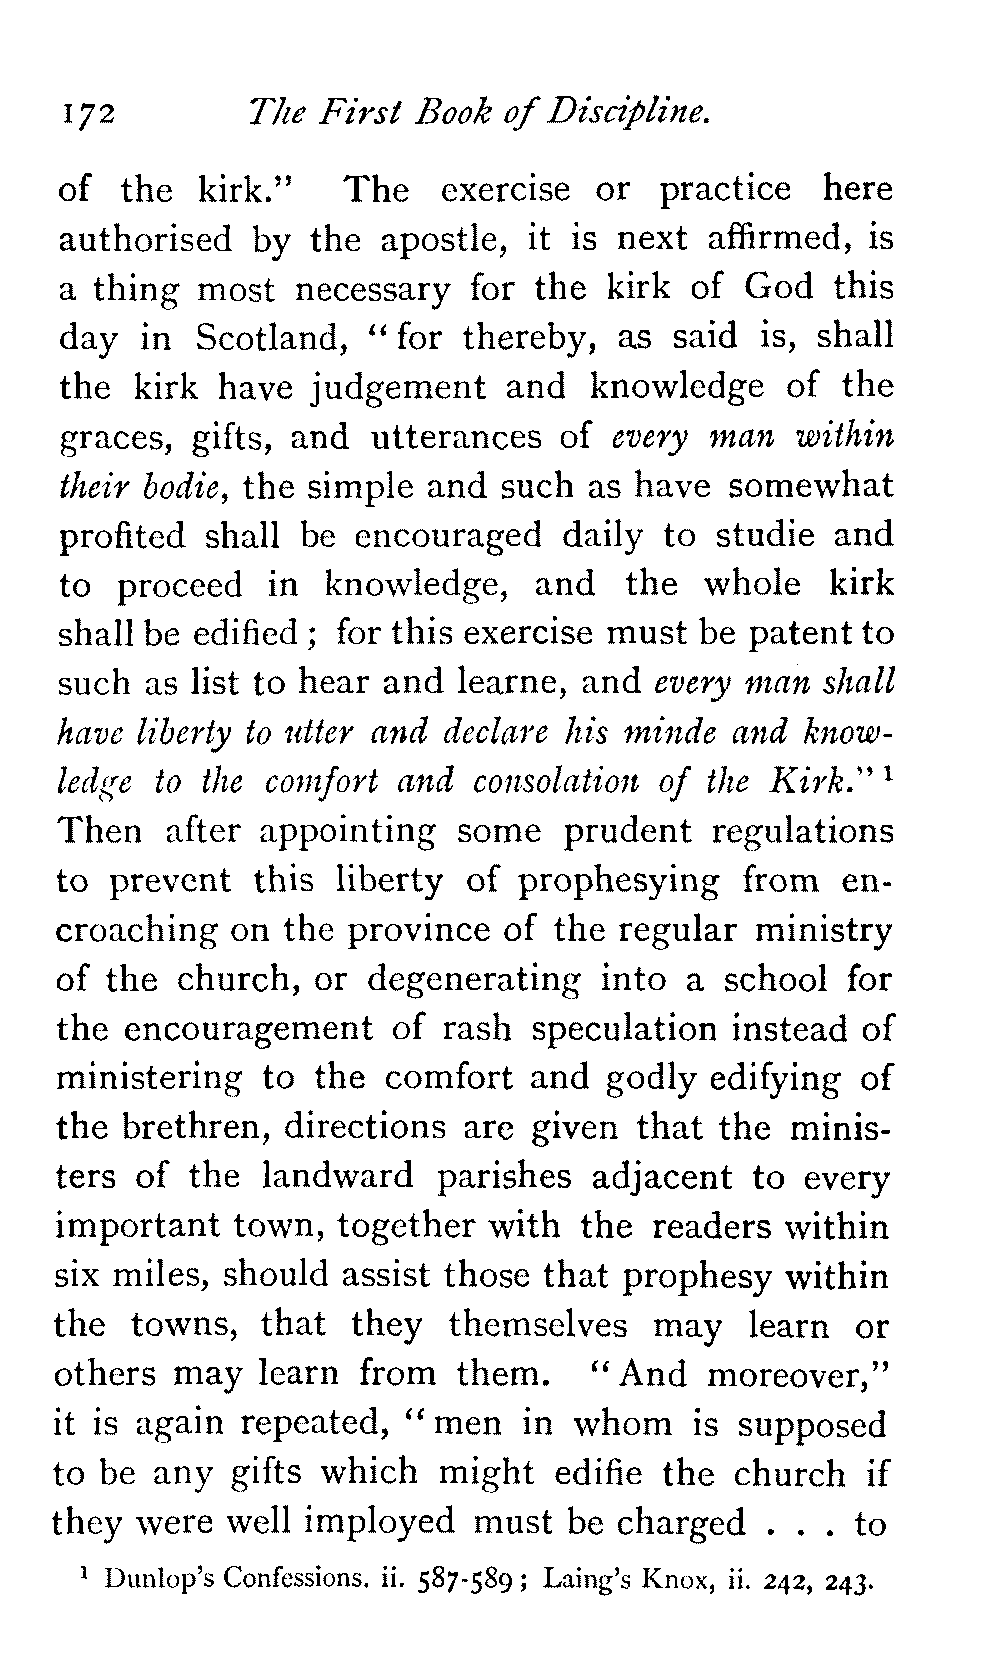 172 The First Book of Discipline.
of the kirk." The exercise or practice here
authorised by the apostle, it is next affirmed, is
a thing most necessary for the kirk of God this
day in Scotland, "for thereby, as said is, shall
the kirk have judgement and knowledge of the
graces, gifts, and utterances of every man within
their bodie, the simple and such as have somewhat
profited shall be encouraged daily to studie and
to proceed in knowledge, and the whole kirk
shall be edified; for this exercise must be patent to
such as list to hear and learne, and every man shall
have liberty to utter and declare his minde and know-
ledge to the comfort and consolation of the Kirk." 1
Then after appointing some prudent regulations
to prevent this liberty of prophesying from en-
croaching on the province of the regular ministry
of the church, or degenerating into a school for
the encouragement of rash speculation instead of
ministering to the comfort and godly edifying of
the brethren, directions are given that the minis-
ters of the landward parishes adjacent to every
important town, together with the readers within
six miles, should assist those that prophesy within
the towns, that they themselves may learn or
others may learn from them. "And moreover,"
it is again repeated, "men in whom is supposed
to be any gifts which might edifie the church if
they were well imployed must be charged . . . to
1 Dunlop's Confessions. ii. 587-589; Laing's Knox, ii. 242, 243.